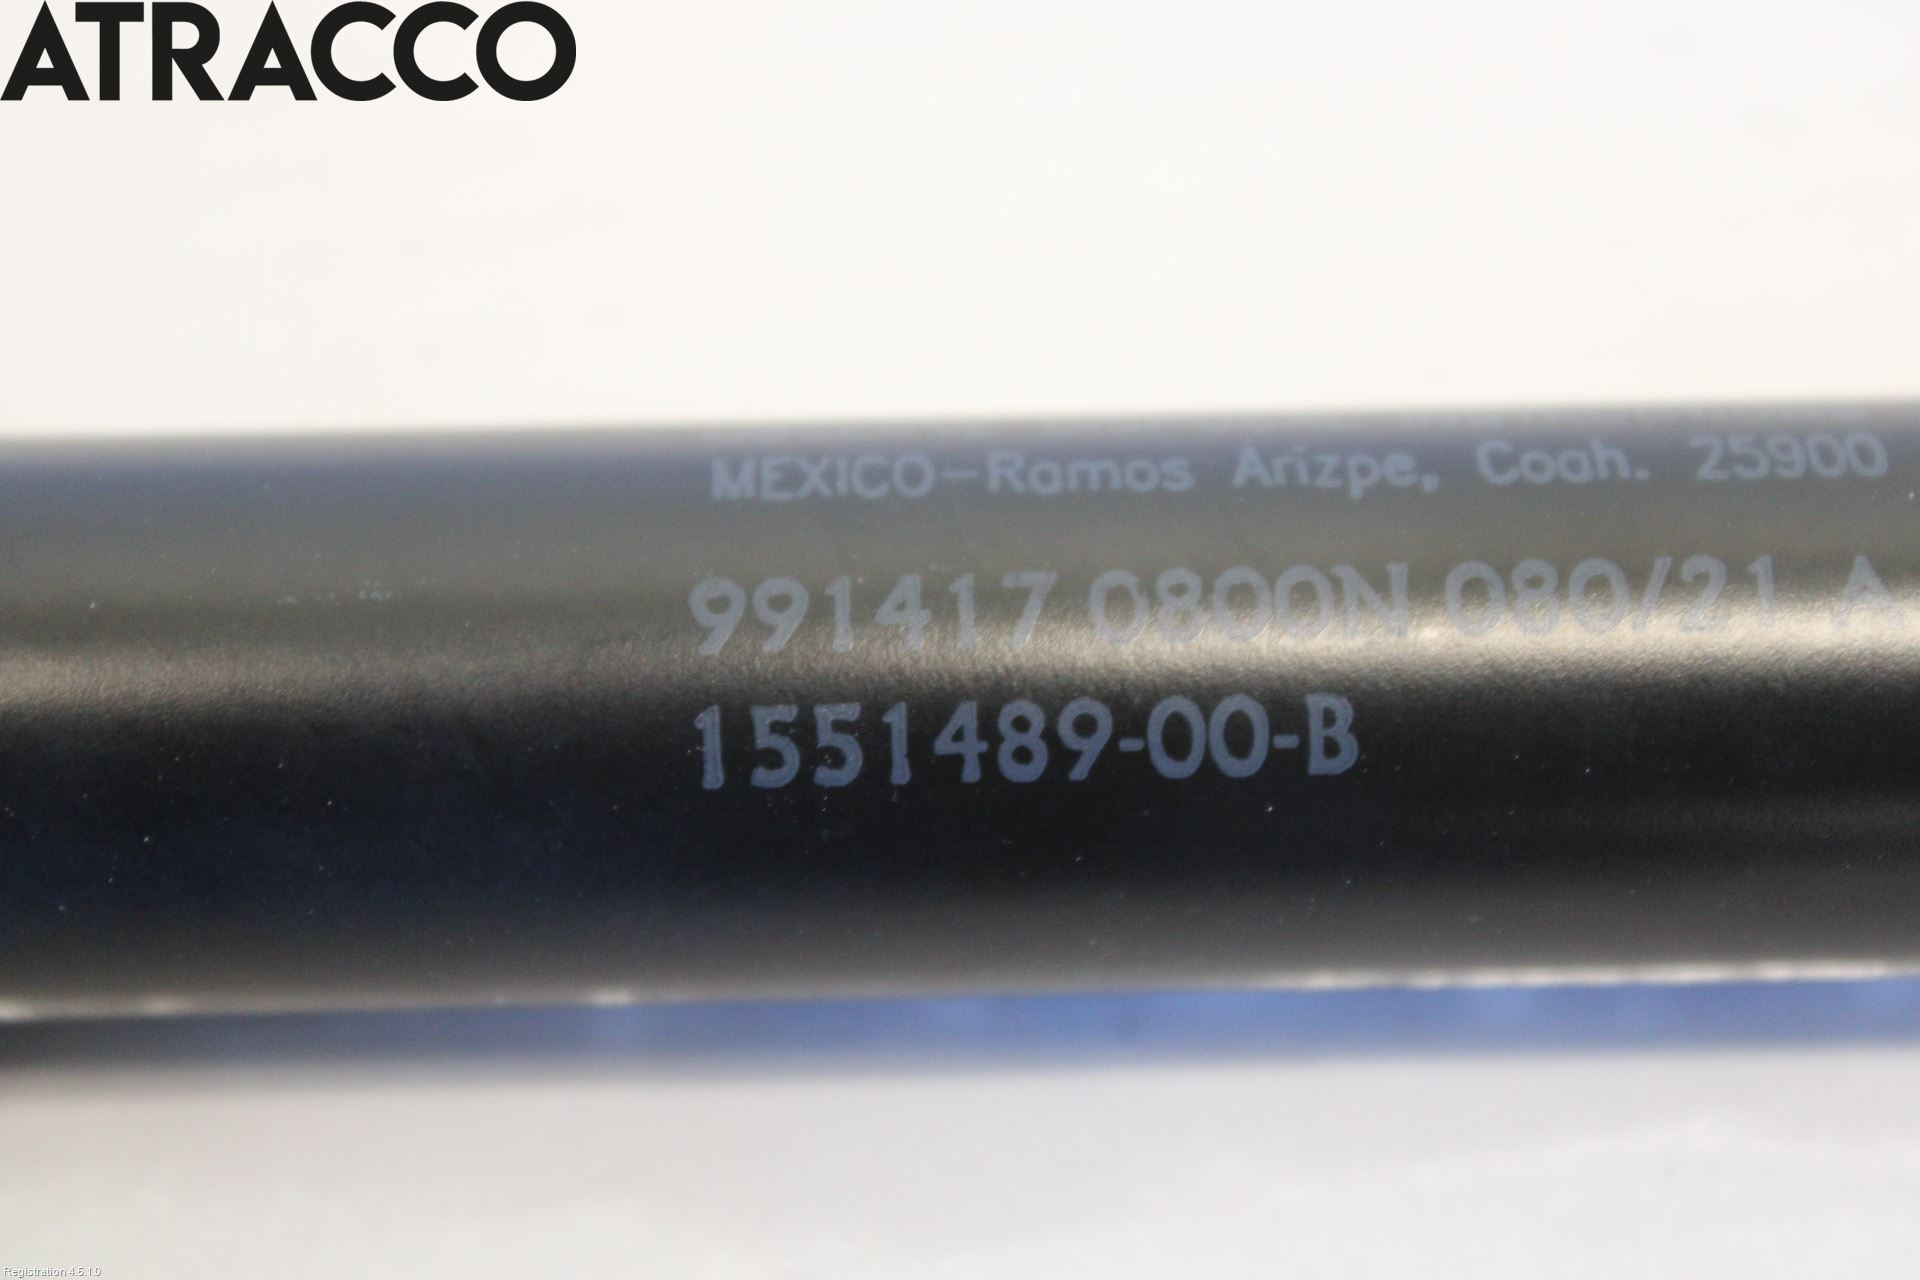 ATRACCO
MEXICO-Ramos Arizpe, Coah. 25900
991417 0800N 080/21 A
1551489-00-B
Registration 4.5.1.0